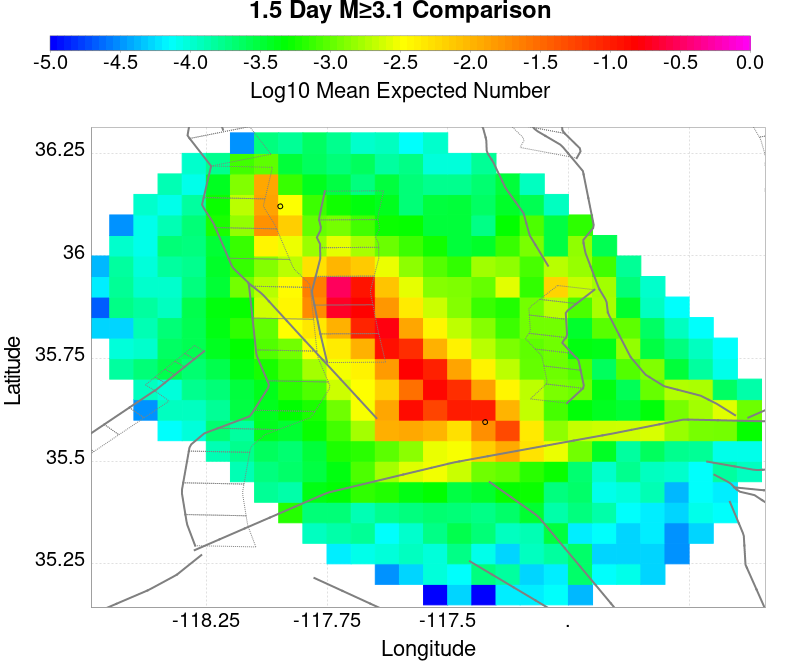 1.5 Day M≥3.1 Comparison
-5.0 -4.5 -4.0 -3.5 -3.0 -2.5 -2.0 -1.5 -1.0 -0.5 0.0
Log10 Mean Expected Number
36.25
36
35.75
35.5
35.25
Latitude
-118.25 -117.75 -117.5 .
Longitude